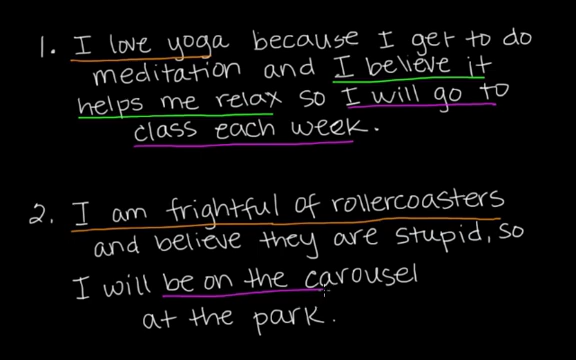 1. I love yoga because I get to do
meditation and I believe it
helps me relax so I will go to
class each week.
2. I am frightful of rollercoasters
and believe they are stupid, so
I will be on the carousel
at the park.